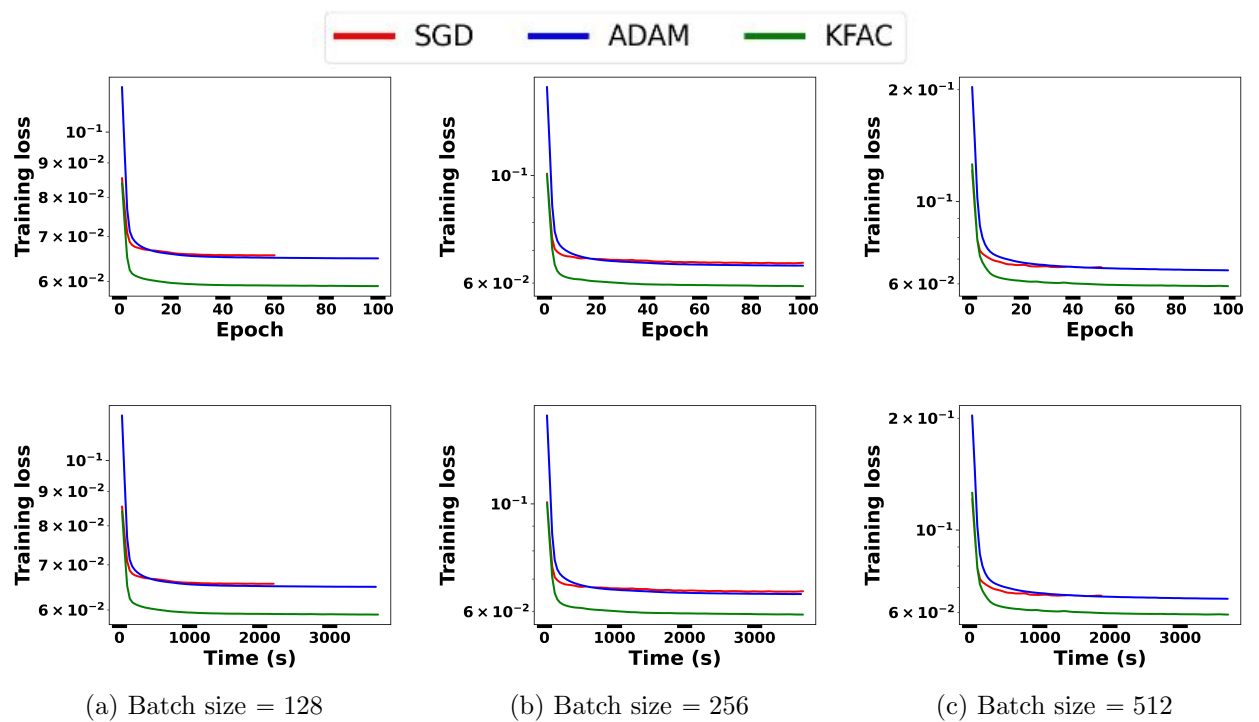 SGD ADAM KFAC
Training loss
10⁻¹
9 × 10⁻²
8 × 10⁻²
7 × 10⁻²
6 × 10⁻²
0 20 40 60 80 100
Epoch
Training loss
10⁻¹
6 × 10⁻²
0 20 40 60 80 100
Epoch
Training loss
2 × 10⁻¹
10⁻¹
6 × 10⁻²
0 20 40 60 80 100
Epoch
Training loss
10⁻¹
9 × 10⁻²
8 × 10⁻²
7 × 10⁻²
6 × 10⁻²
0 1000 2000 3000
Time (s)
Training loss
10⁻¹
6 × 10⁻²
0 1000 2000 3000
Time (s)
Training loss
2 × 10⁻¹
10⁻¹
6 × 10⁻²
0 1000 2000 3000
Time (s)
(a) Batch size = 128
(b) Batch size = 256
(c) Batch size = 512